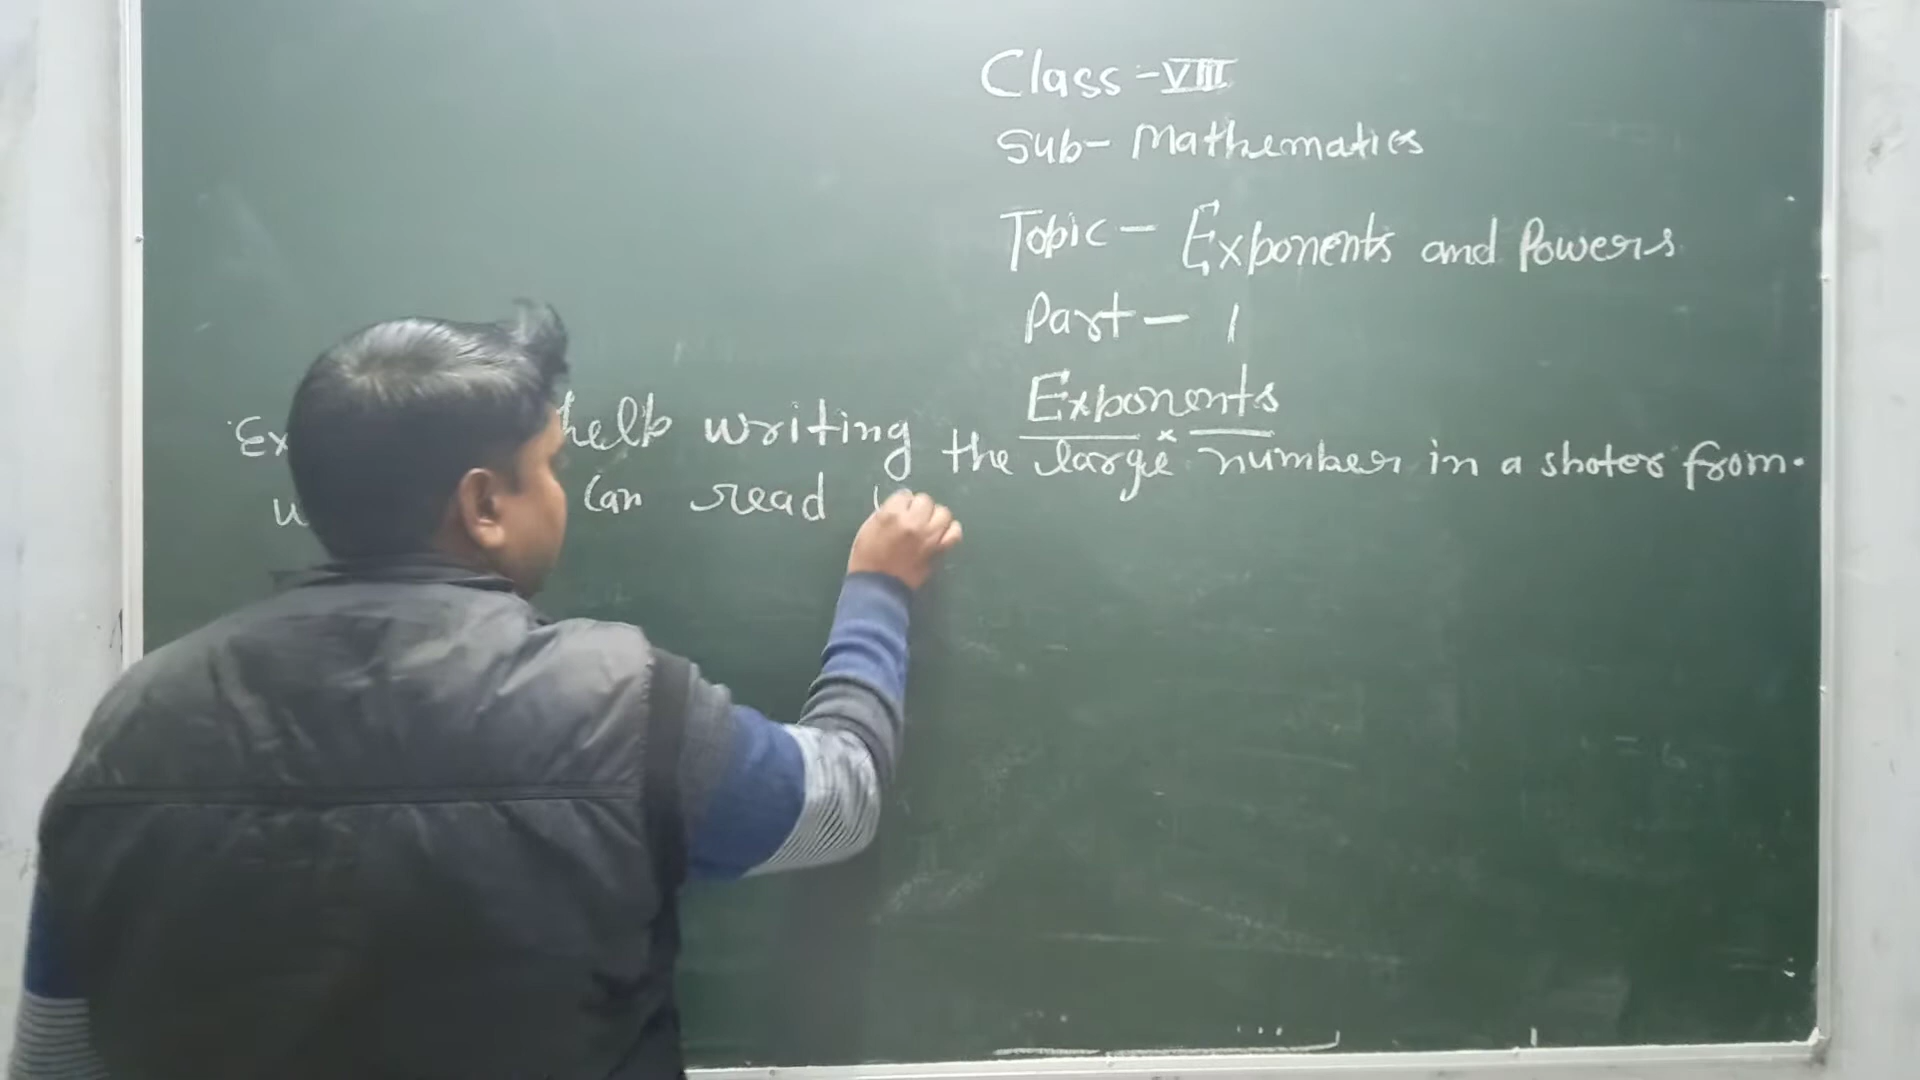 Class - VIII
Sub - Mathematics
Topic - Exponents and Powers
Part - 1
Exponents
help writing the large number in a shoter from.
can read